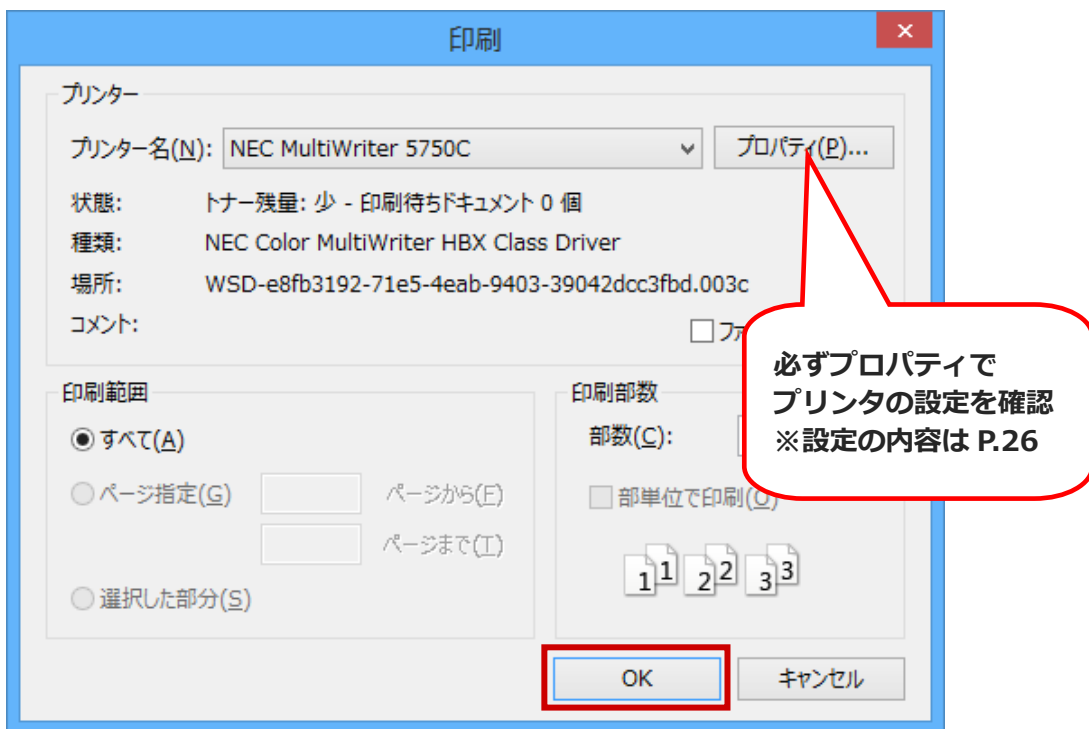 印刷
プリンター
プリンター名(N): NEC MultiWriter 5750C プロパティ(P)...
状態: トナー残量: 少 - 印刷待ちドキュメント 0 個
種類: NEC Color MultiWriter HBX Class Driver
場所: WSD-e8fb3192-71e5-4eab-9403-39042dcc3fbd.003c
コメント:
必ずプロパティで
プリンタの設定を確認
※設定の内容は P.26
印刷範囲
すべて(A)
ページ指定(G) ページから(F)
ページまで(T)
選択した部分(S)
印刷部数
部数(C):
部単位で印刷(O)
1 1 2 2 3 3
OK キャンセル